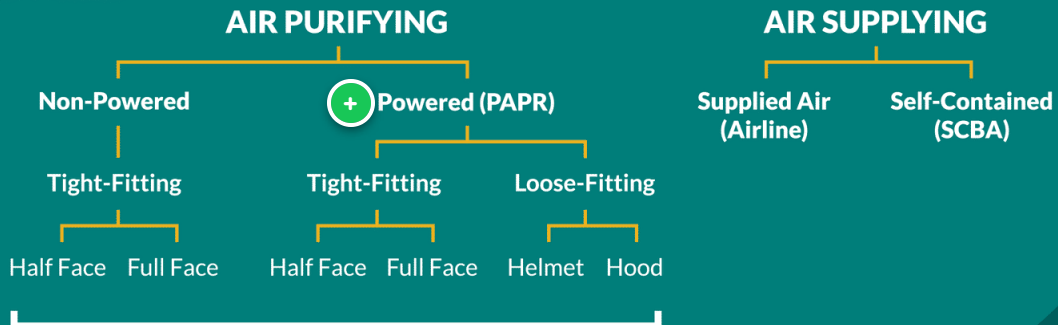 AIR PURIFYING
AIR SUPPLYING
Non-Powered
Powered (PAPR)
Supplied Air
(Airline)
Self-Contained
(SCBA)
Tight-Fitting
Tight-Fitting
Loose-Fitting
Half Face
Full Face
Half Face
Full Face
Helmet
Hood